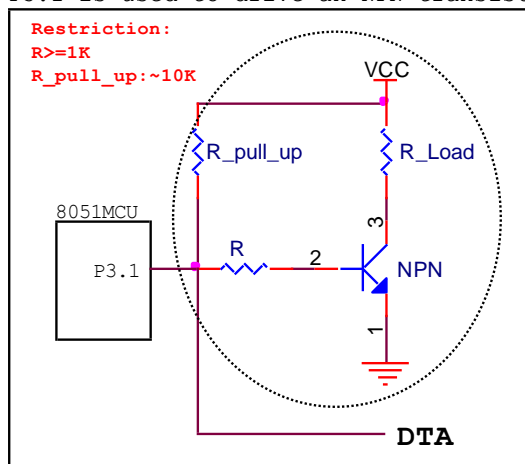 Restriction:
R>=1K
R_pull_up:~10K
VCC
R_pull_up
R_Load
8051MCU
3
P3.1
R
2
NPN
1
DTA